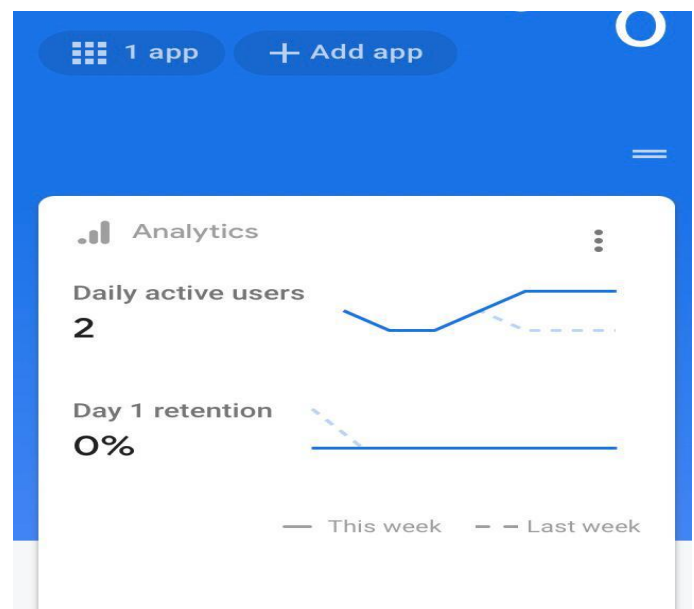 1 app
+ Add app
Analytics
Daily active users
2
Day 1 retention
0%
This week
Last week